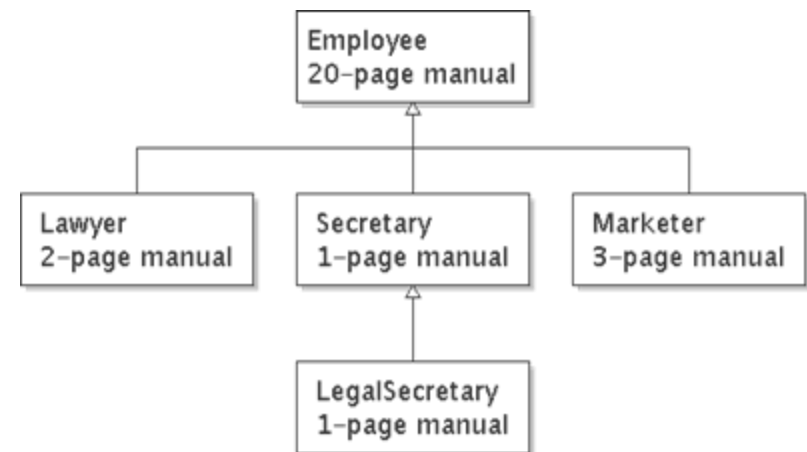 Employee
20-page manual
Lawyer
2-page manual
Secretary
1-page manual
Marketer
3-page manual
LegalSecretary
1-page manual